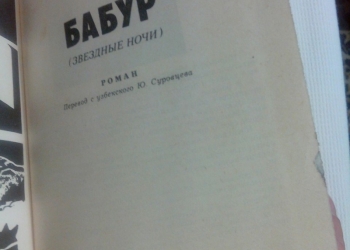 БАБУР
(ЗВЕЗДНЫЕ НОЧИ)
РОМАН
Перевод с узбекского Ю. Суровцева